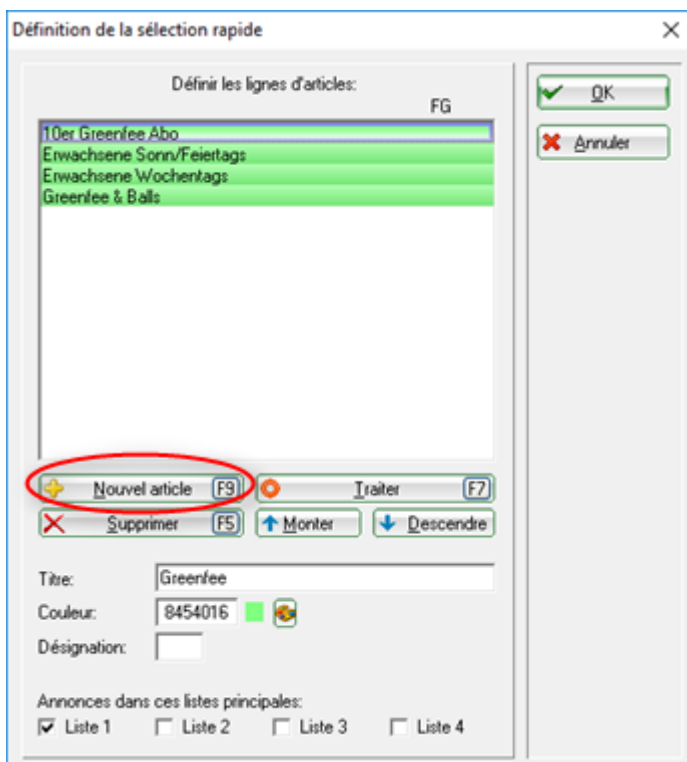 Définition de la sélection rapide
Définir les lignes d'articles:
FG
10er Greenfee Abo
Erwachsene Sonn/Feiertags
Erwachsene Wochentags
Greenfee & Balls
OK
Annuler
Nouvel article F9 Traiter F7
Supprimer F5 Monter Descendre
Titre: Greenfee
Couleur: 8454016
Désignation:
Annonces dans ces listes principales:
Liste 1 Liste 2 Liste 3 Liste 4